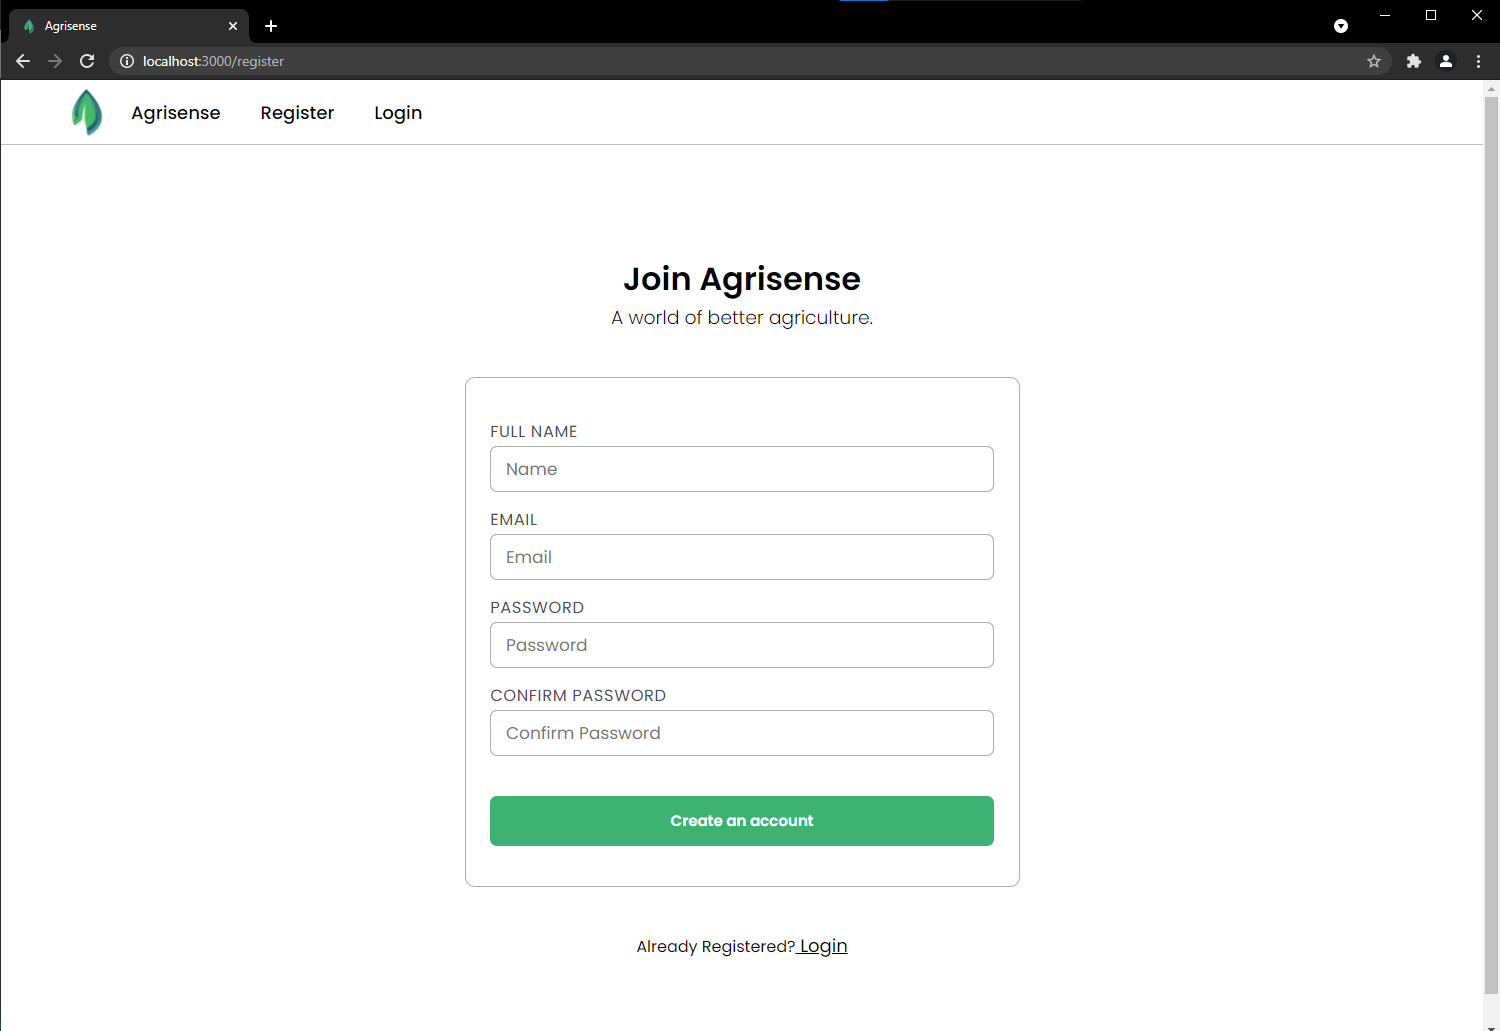 Agrisense
localhost:3000/register
Agrisense Register Login
Join Agrisense
A world of better agriculture.
FULL NAME
Name
EMAIL
Email
PASSWORD
Password
CONFIRM PASSWORD
Confirm Password
Create an account
Already Registered? Login